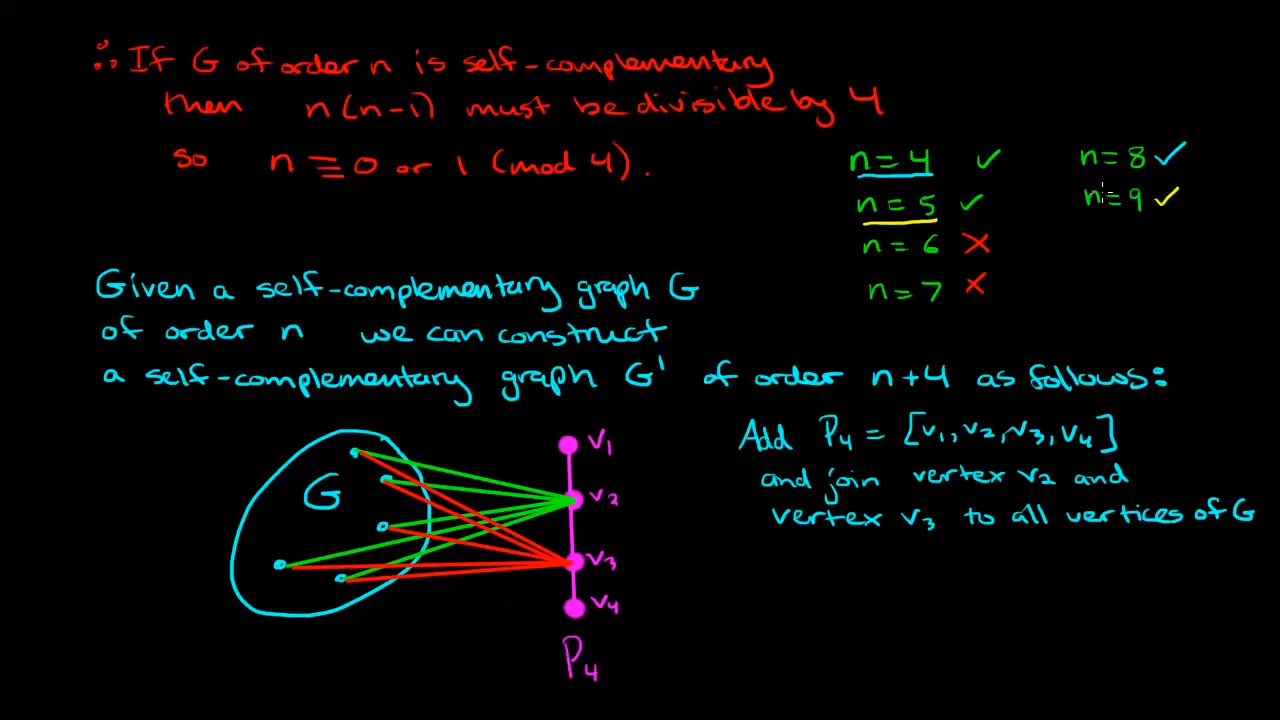 ∴ If G of order n is self-complementary
then n(n-1) must be divisible by 4
so n ≡ 0 or 1 (mod 4).
n = 4 ✓
n = 5 ✓
n = 6 ✗
n = 7 ✗
n = 8 ✓
n = 9 ✓
Given a self-complementary graph G
of order n we can construct
a self-complementary graph G' of order n+4 as follows:
G
v1
v2
v3
v4
P4
Add P4 = [v1, v2, v3, v4]
and join vertex v2 and
vertex v3 to all vertices of G